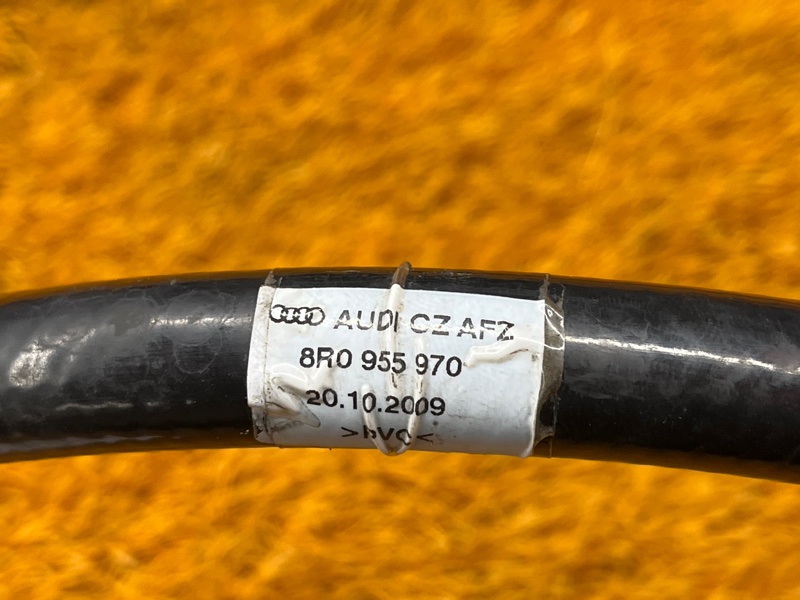 AUDI CZ AFZ
8R0 955 970
20.10.2009
>PVC<